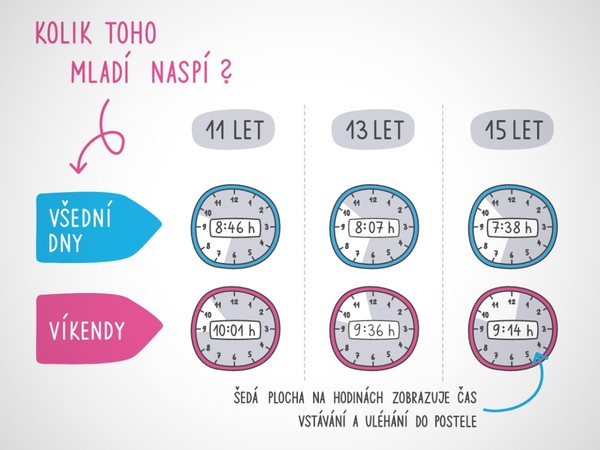 KOLIK TOHO
MLADÍ NASPÍ?
11 LET
13 LET
15 LET
VŠEDNÍ
DNY
8:46 h
8:07 h
7:38 h
VÍKENDY
10:01 h
9:36 h
9:14 h
ŠEDÁ PLOCHA NA HODINÁCH ZOBRAZUJE ČAS
VSTÁVÁNÍ A ULÉHÁNÍ DO POSTELE